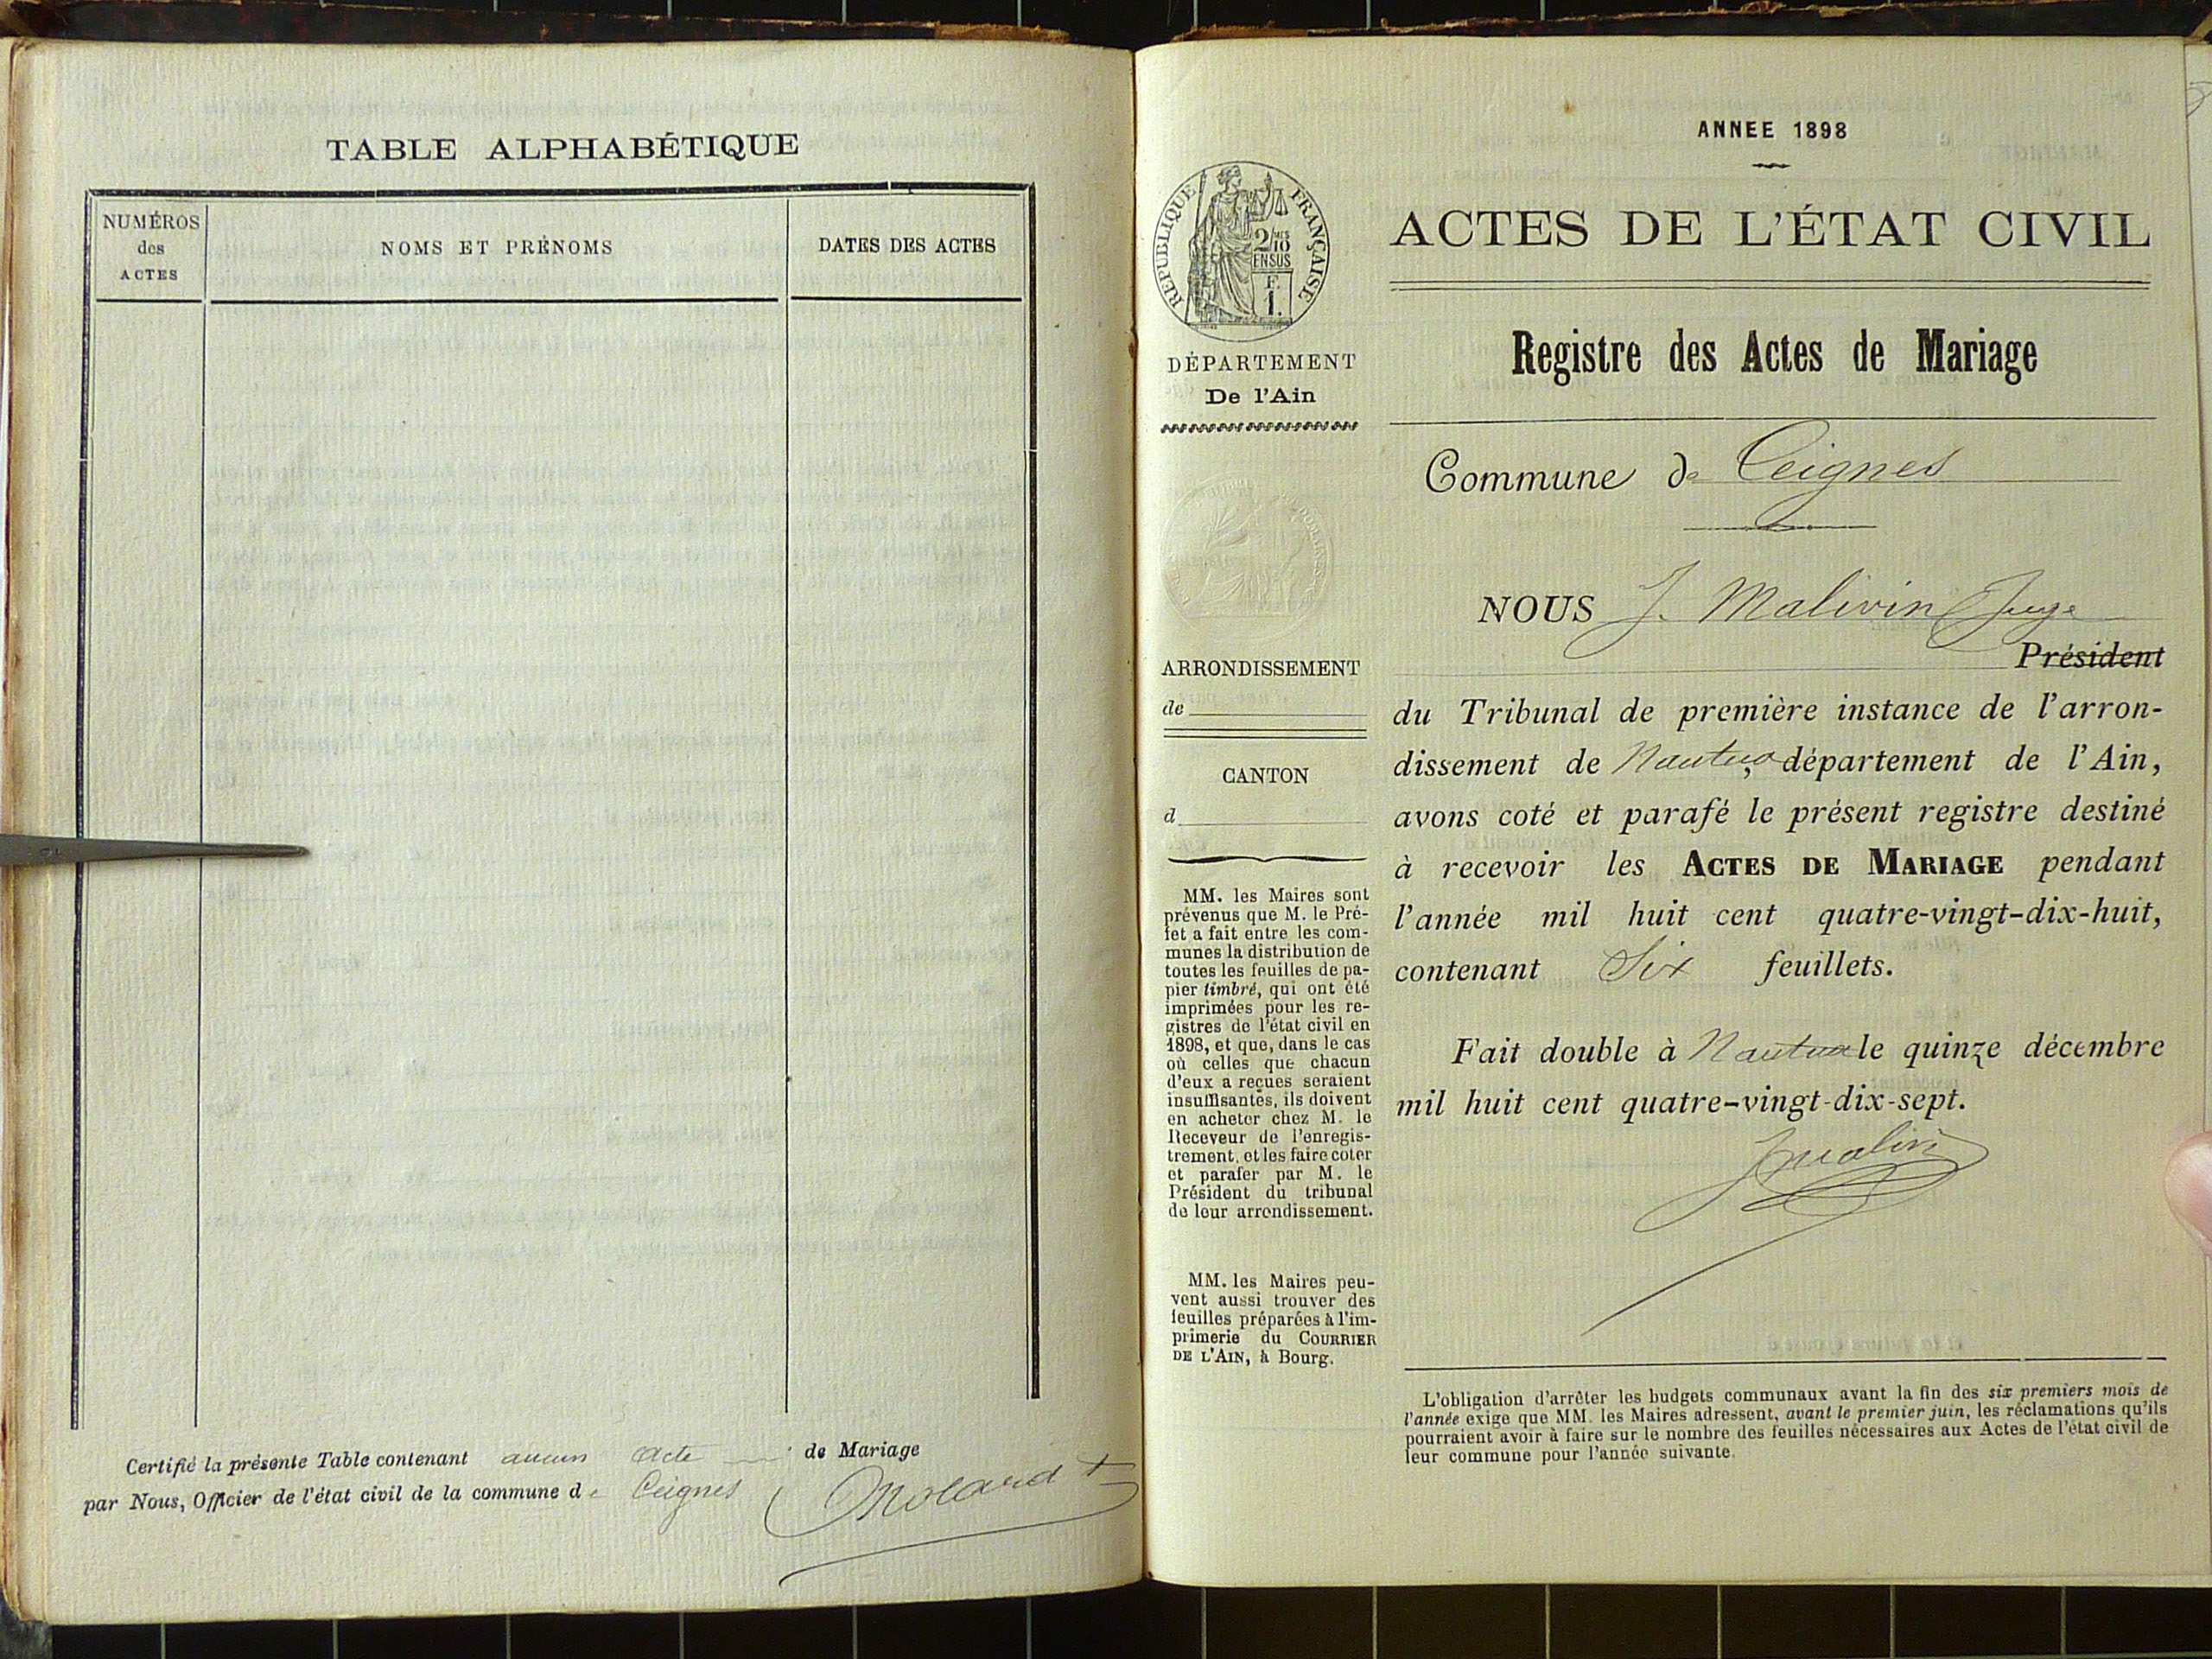 TABLE ALPHABÉTIQUE
NUMÉROS
des
ACTES
NOMS ET PRÉNOMS
DATES DES ACTES
Certifié la présente Table contenant aucun Acte de Mariage
par Nous, Officier de l'état civil de la commune de Ceignes
ANNEE 1898
RÉPUBLIQUE FRANÇAISE
2/10
EN SUS
F.
1.
DÉPARTEMENT
De l'Ain
ARRONDISSEMENT
de
CANTON
d
MM. les Maires sont
prévenus que M. le Pré-
fet a fait entre les com-
munes la distribution de
toutes les feuilles de pa-
pier timbré, qui ont été
imprimées pour les re-
gistres de l'état civil en
1898, et que, dans le cas
où celles que chacun
d'eux a reçues seraient
insuffisantes, ils doivent
en acheter chez M. le
Receveur de l'enregis-
trement, et les faire coter
et parafer par M. le
Président du tribunal
de leur arrondissement.
MM. les Maires peu-
vent aussi trouver des
feuilles préparées à l'im-
primerie du COURRIER
DE L'AIN, à Bourg.
ACTES DE L'ÉTAT CIVIL
Registre des Actes de Mariage
Commune de Ceignes
NOUS J. Malivin Juge
Président
du Tribunal de première instance de l'arron-
dissement de Nantua, département de l'Ain,
avons coté et parafé le présent registre destiné
à recevoir les ACTES DE MARIAGE pendant
l'année mil huit cent quatre-vingt-dix-huit,
contenant Six feuillets.
Fait double à Nantua le quinze décembre
mil huit cent quatre-vingt-dix-sept.
L'obligation d'arrêter les budgets communaux avant la fin des six premiers mois de
l'année exige que MM. les Maires adressent, avant le premier juin, les réclamations qu'ils
pourraient avoir à faire sur le nombre des feuilles nécessaires aux Actes de l'état civil de
leur commune pour l'année suivante.